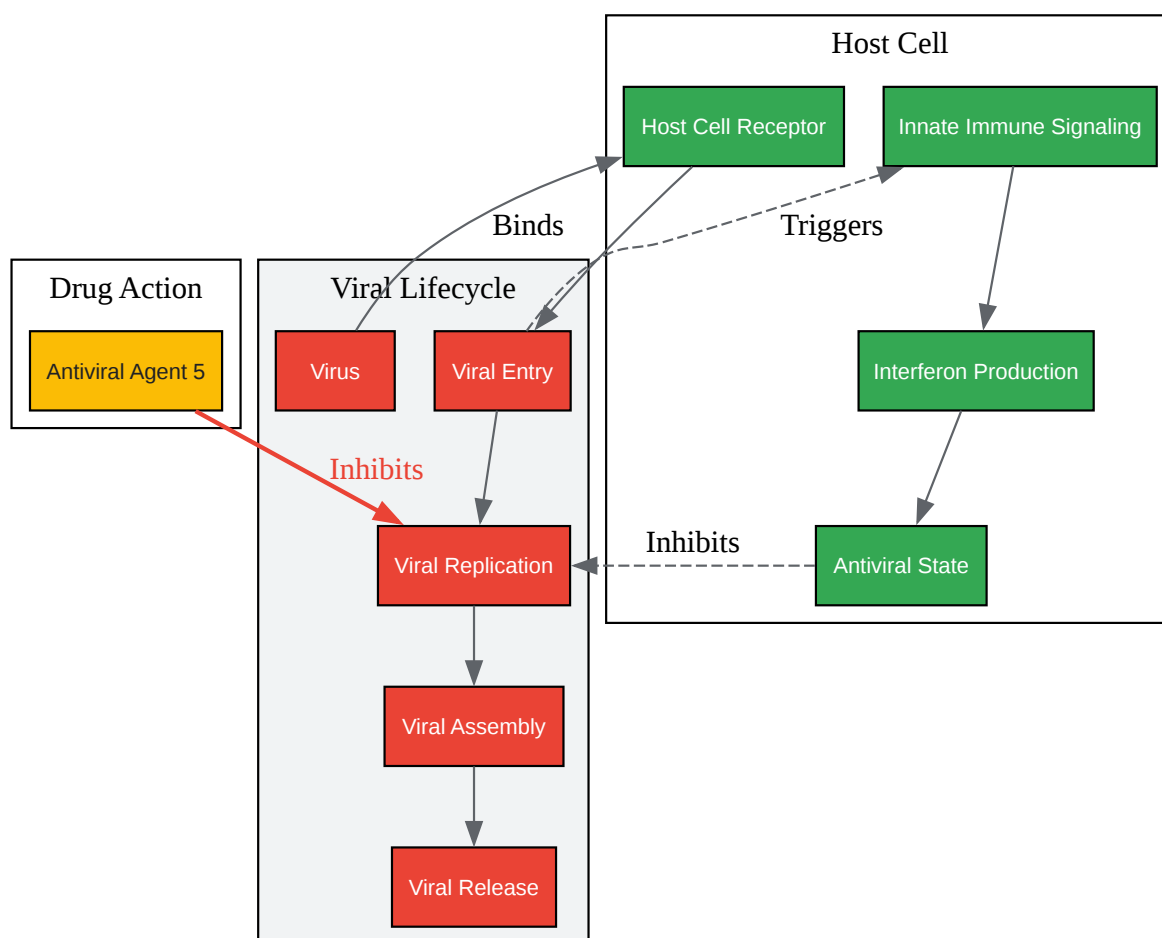 Host Cell
Host Cell Receptor
Innate Immune Signaling
Binds
Triggers
Drug Action
Viral Lifecycle
Antiviral Agent 5
Virus
Viral Entry
Interferon Production
Inhibits
Inhibits
Viral Replication
Antiviral State
Viral Assembly
Viral Release